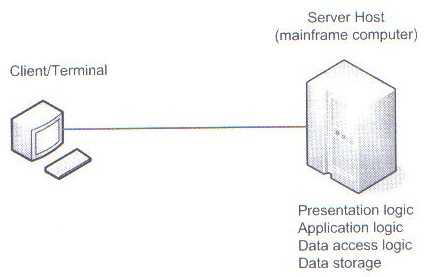 Server Host
(mainframe computer)
Client/Terminal
Presentation logic
Application logic
Data access logic
Data storage